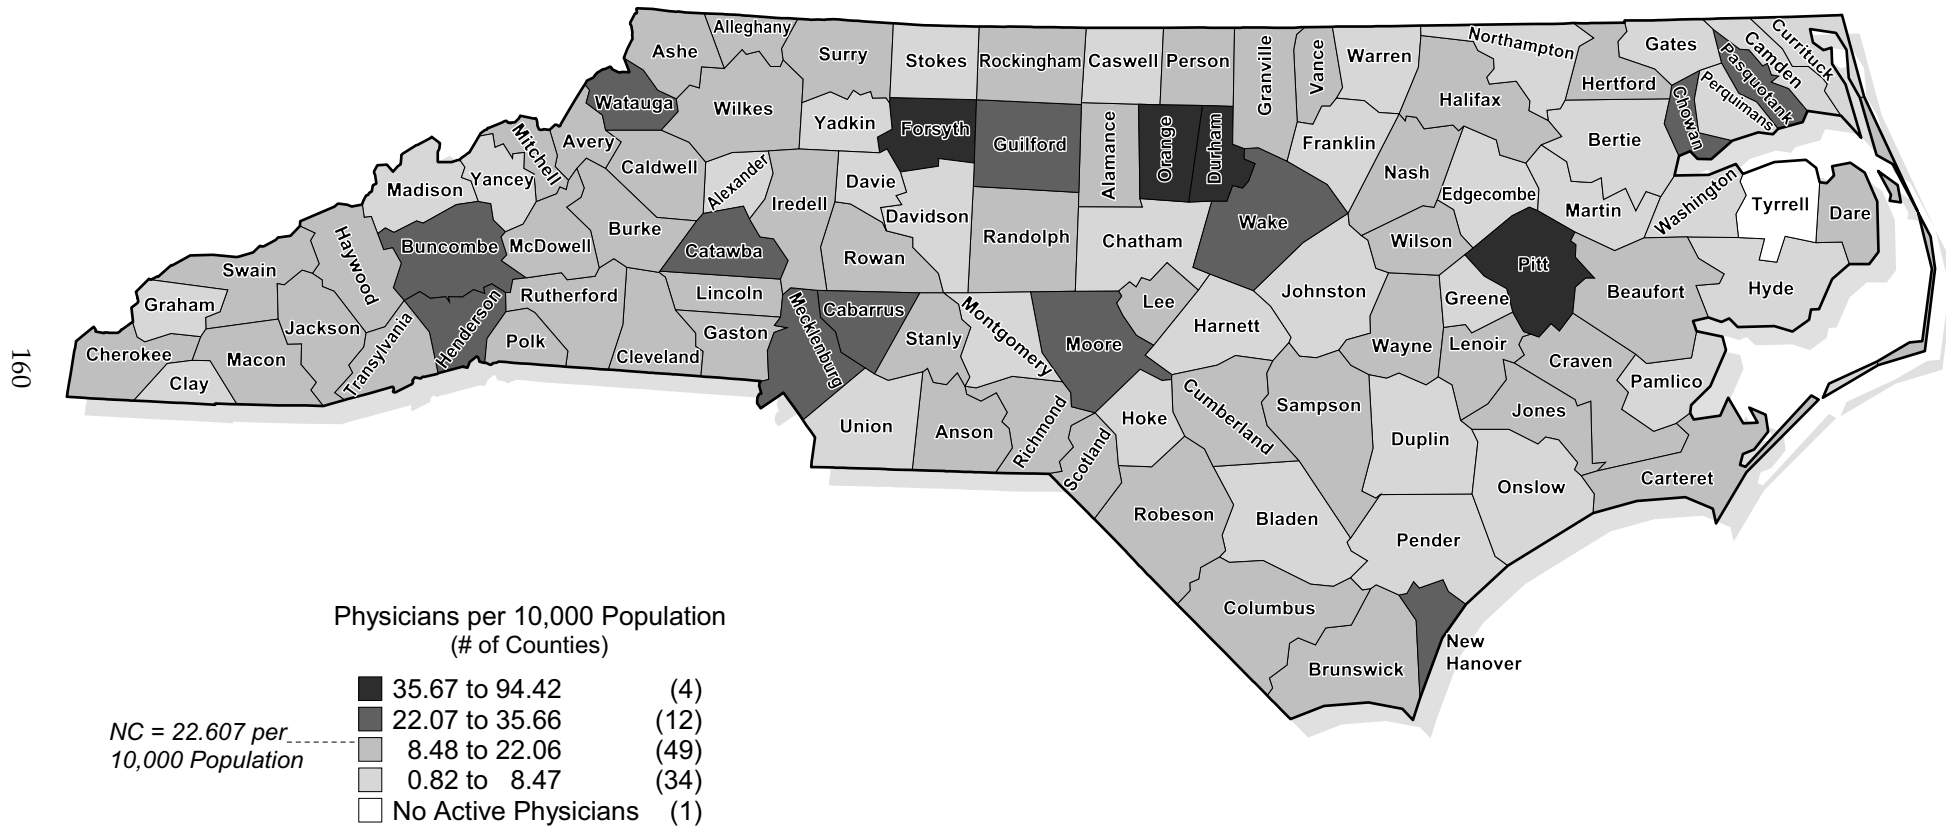 Alleghany
Ashe
Surry
Stokes
Rockingham
Caswell
Person
Granville
Vance
Warren
Northampton
Gates
Currituck
Camden
Pasquotank
Perquimans
Chowan
Hertford
Halifax
Watauga
Wilkes
Yadkin
Forsyth
Guilford
Alamance
Orange
Durham
Franklin
Nash
Bertie
Mitchell
Avery
Caldwell
Alexander
Davie
Iredell
Davidson
Edgecombe
Martin
Washington
Tyrrell
Dare
Madison
Yancey
Buncombe
McDowell
Burke
Catawba
Rowan
Randolph
Chatham
Wake
Wilson
Pitt
Haywood
Swain
Graham
Jackson
Rutherford
Lincoln
Henderson
Cabarrus
Mecklenburg
Montgomery
Lee
Johnston
Greene
Beaufort
Hyde
Cherokee
Macon
Clay
Transylvania
Polk
Cleveland
Gaston
Stanly
Moore
Harnett
Wayne
Lenoir
Craven
Pamlico
Union
Anson
Richmond
Scotland
Hoke
Cumberland
Sampson
Duplin
Jones
Onslow
Carteret
Robeson
Bladen
Pender
Columbus
Brunswick
New
Hanover
160
Physicians per 10,000 Population
(# of Counties)
35.67 to 94.42 (4)
22.07 to 35.66 (12)
8.48 to 22.06 (49)
0.82 to 8.47 (34)
No Active Physicians (1)
NC = 22.607 per
10,000 Population